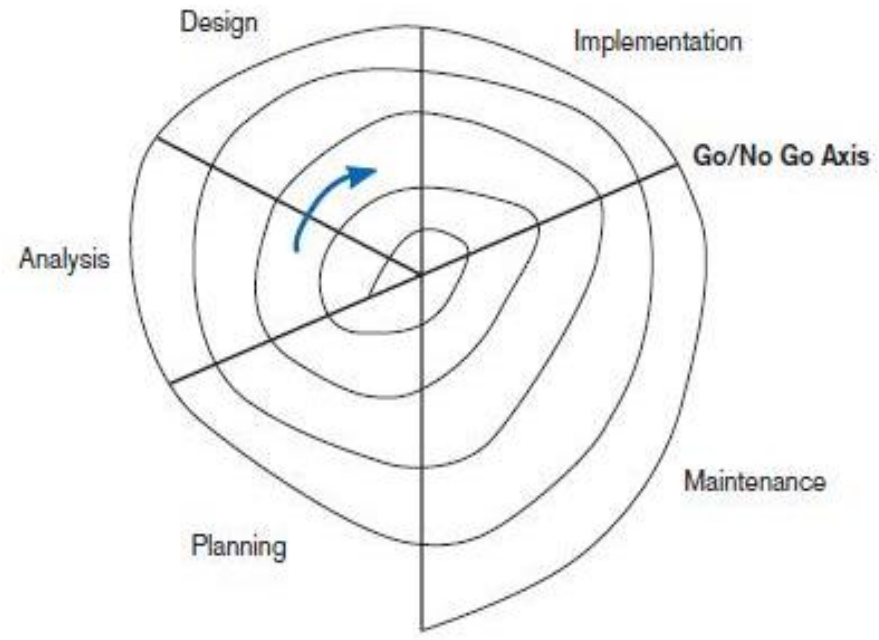 Design
Implementation
Go/No Go Axis
Analysis
Maintenance
Planning